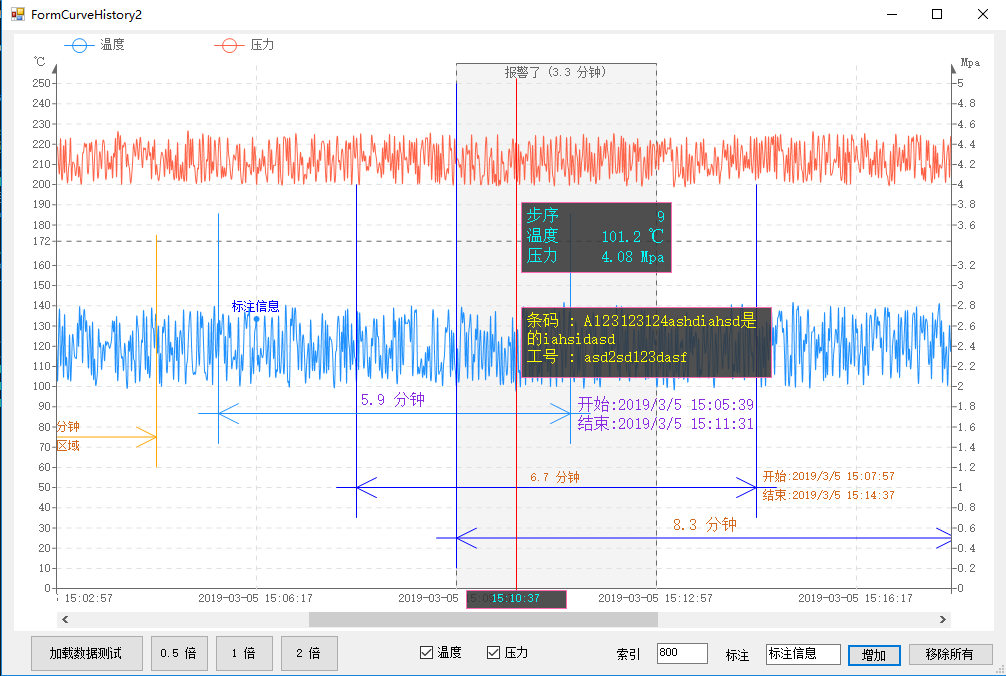 FormCurveHistory2
温度 压力
℃ Mpa
报警了 (3.3 分钟)
250 5
240 4.8
230 4.6
220 4.4
210 4.2
200 4
190 3.8
180 3.6
172
160 3.2
150 3
140 2.8
130 2.6
120 2.4
110 2.2
100 2
90 1.8
80 1.6
70 1.4
60 1.2
50 1
40 0.8
30 0.6
20 0.4
10 0.2
0 0
步序 9
温度 101.2 ℃
压力 4.08 Mpa
标注信息
条码 : A123123124ashdiahsd是
的iahsidasd
工号 : asd2sd123dasf
5.9 分钟
开始:2019/3/5 15:05:39
结束:2019/3/5 15:11:31
分钟
区域
6.7 分钟
开始:2019/3/5 15:07:57
结束:2019/3/5 15:14:37
8.3 分钟
15:02:57 2019-03-05 15:06:17 2019-03-05 15:10:37 2019-03-05 15:12:57 2019-03-05 15:16:17
加载数据测试 0.5 倍 1 倍 2 倍 温度 压力 索引 800 标注 标注信息 增加 移除所有